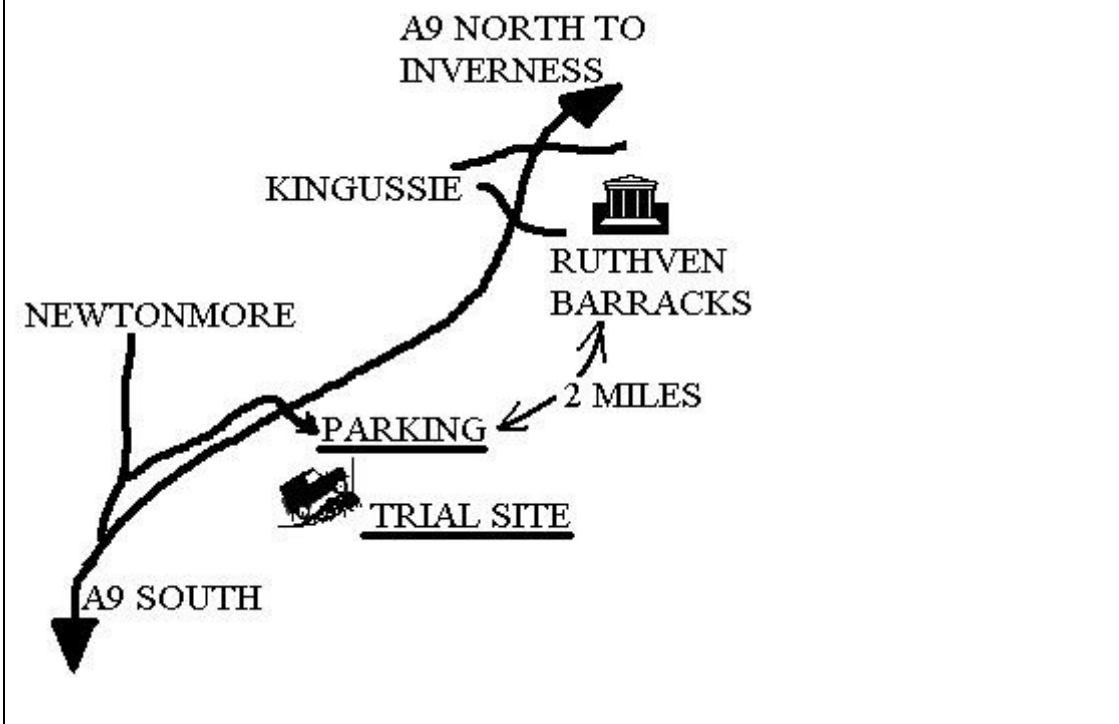 A9 NORTH TO
INVERNESS
KINGUSSIE
RUTHVEN
BARRACKS
NEWTONMORE
2 MILES
PARKING
TRIAL SITE
A9 SOUTH